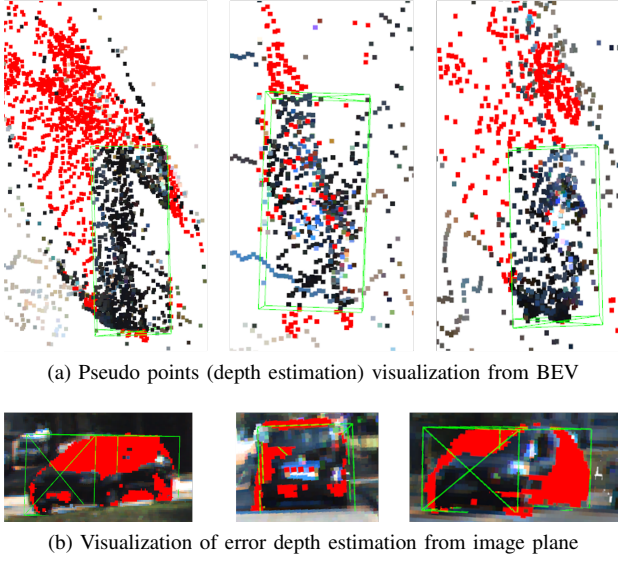 (a) Pseudo points (depth estimation) visualization from BEV
(b) Visualization of error depth estimation from image plane